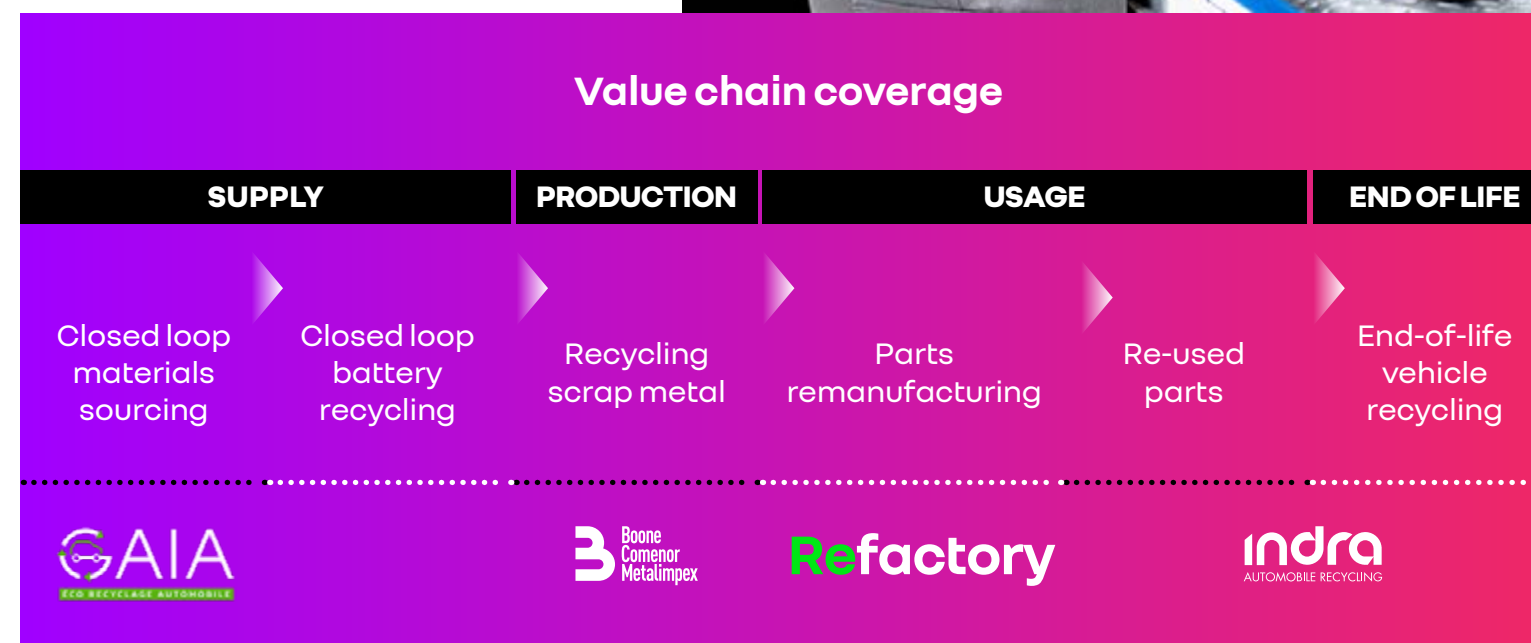 Value chain coverage
SUPPLY
PRODUCTION
USAGE
END OF LIFE
Closed loop
materials
sourcing
Closed loop
battery
recycling
Recycling
scrap metal
Parts
remanufacturing
Re-used
parts
End-of-life
vehicle
recycling
GAIA
ECO RECYCLAGE AUTOMOBILE
B Boone
Comenor
Metalimpex
Refactory
indra
AUTOMOBILE RECYCLING